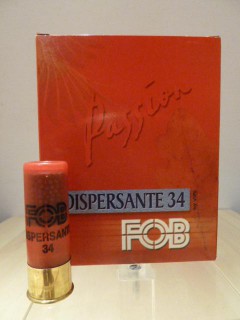 Passion
DISPERSANTE 34
FOB
FOB
DISPERSANTE
34